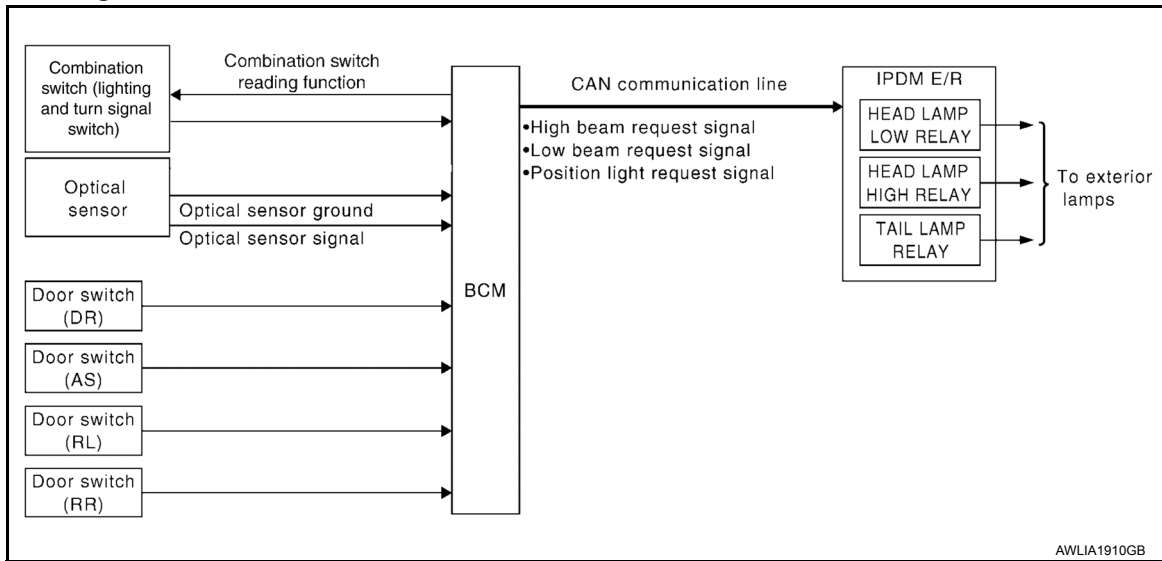 Combination
switch (lighting
and turn signal
switch)
Combination switch
reading function
Optical
sensor
Optical sensor ground
Optical sensor signal
Door switch
(DR)
Door switch
(AS)
Door switch
(RL)
Door switch
(RR)
BCM
CAN communication line
•High beam request signal
•Low beam request signal
•Position light request signal
IPDM E/R
HEAD LAMP
LOW RELAY
HEAD LAMP
HIGH RELAY
TAIL LAMP
RELAY
To exterior
lamps
AWLIA1910GB